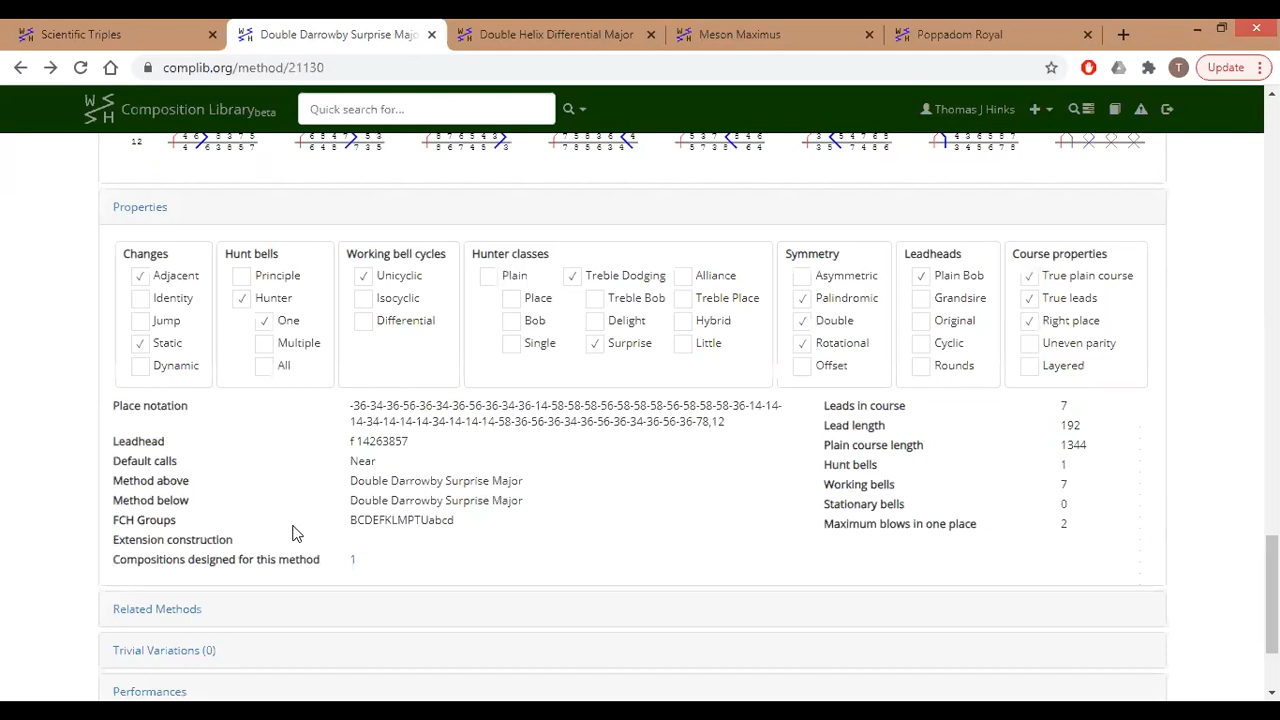 Scientific Triples
Double Darrowby Surprise Majo
Double Helix Differential Major
Meson Maximus
Poppadom Royal
complib.org/method/21130
T
Update
W S S H
Composition Library beta
Quick search for...
Thomas J Hinks
12
Properties
Changes
Adjacent
Identity
Jump
Static
Dynamic
Hunt bells
Principle
Hunter
One
Multiple
All
Working bell cycles
Unicyclic
Isocyclic
Differential
Hunter classes
Plain
Treble Dodging
Alliance
Place
Treble Bob
Treble Place
Bob
Delight
Hybrid
Single
Surprise
Little
Symmetry
Asymmetric
Palindromic
Double
Rotational
Offset
Leadheads
Plain Bob
Grandsire
Original
Cyclic
Rounds
Course properties
True plain course
True leads
Right place
Uneven parity
Layered
Place notation
-36-34-36-56-36-34-36-56-36-34-36-14-58-58-58-56-58-58-58-56-58-58-58-36-14-14-
14-34-14-14-14-34-14-14-14-58-36-56-36-34-36-56-36-34-36-56-36-78,12
Leadhead
f 14263857
Default calls
Near
Method above
Double Darrowby Surprise Major
Method below
Double Darrowby Surprise Major
FCH Groups
BCDEFKLMPTUabcd
Extension construction
Compositions designed for this method
1
Leads in course 7
Lead length 192
Plain course length 1344
Hunt bells 1
Working bells 7
Stationary bells 0
Maximum blows in one place 2
Related Methods
Trivial Variations (0)
Performances